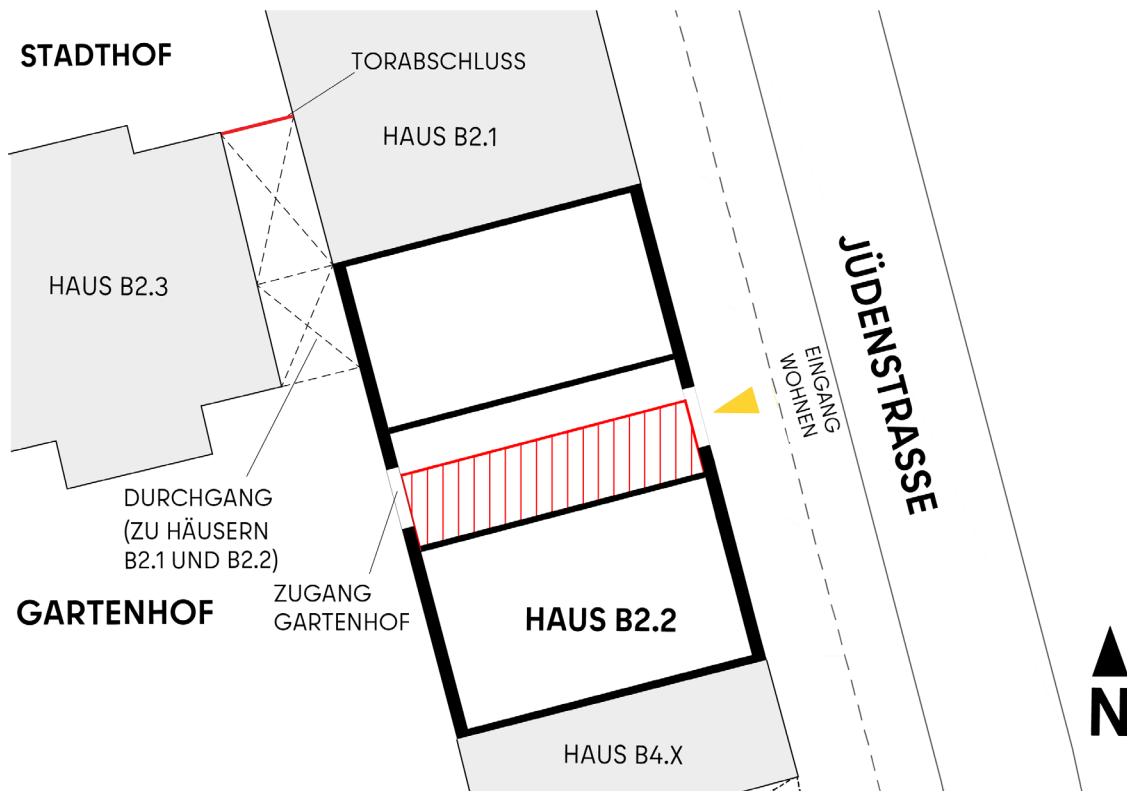 STADTHOF
TORABSCHLUSS
HAUS B2.1
HAUS B2.3
JÜDENSTRASSE
EINGANG
WOHNEN
DURCHGANG
(ZU HÄUSERN
B2.1 UND B2.2)
ZUGANG
GARTENHOF
GARTENHOF
HAUS B2.2
N
HAUS B4.X